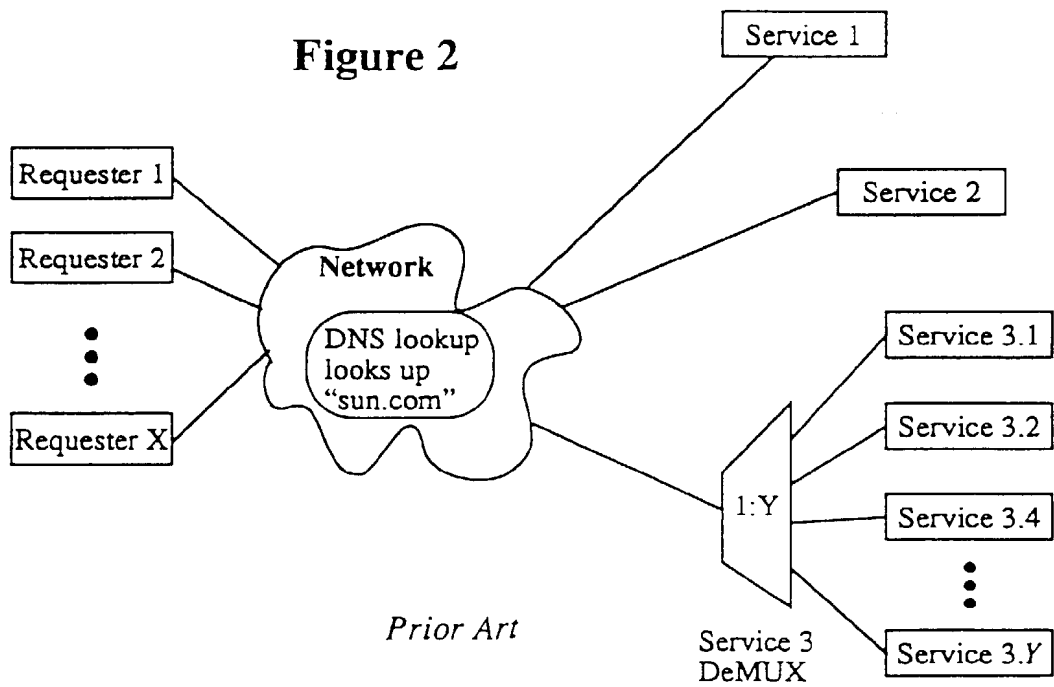 Figure 2
Service 1
Requester 1
Service 2
Requester 2
Network
DNS lookup
looks up
“sun.com”
Service 3.1
Requester X
Service 3.2
1:Y
Service 3.4
Prior Art
Service 3
DeMUX
Service 3.Y